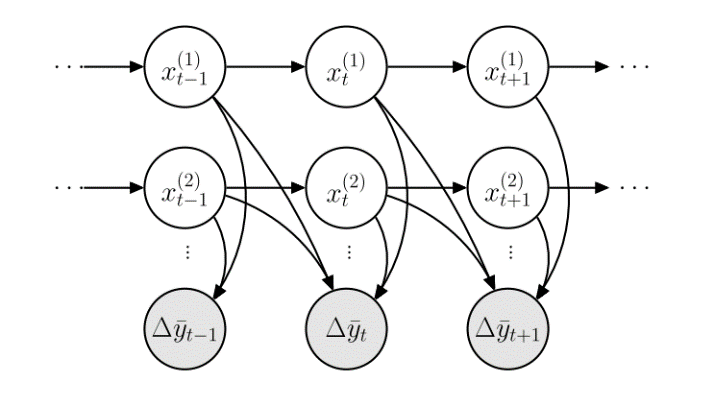 ⋯ x_{t−1}^{(1)} x_t^{(1)} x_{t+1}^{(1)} ⋯
⋯ x_{t−1}^{(2)} x_t^{(2)} x_{t+1}^{(2)} ⋯
⋮ ⋮ ⋮
Δȳ_{t−1} Δȳ_t Δȳ_{t+1}